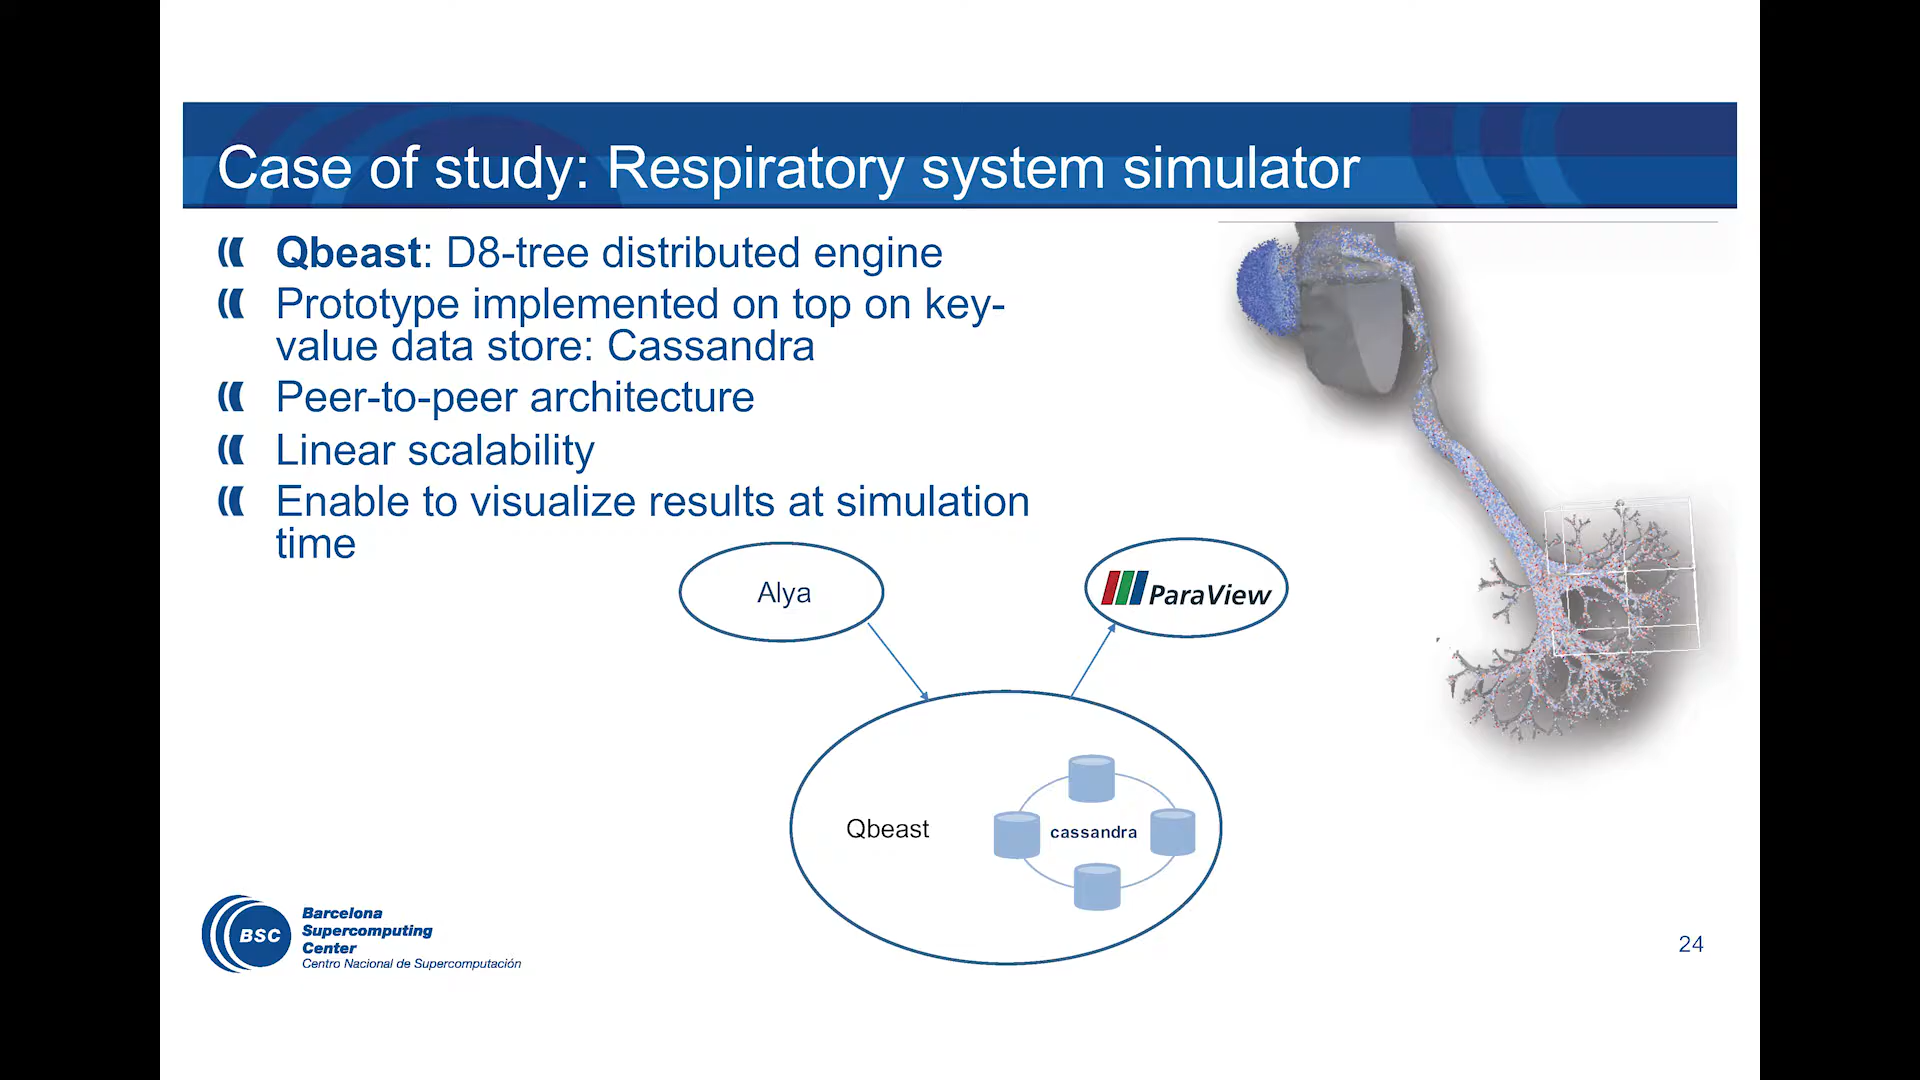 Case of study: Respiratory system simulator
Qbeast: D8-tree distributed engine
Prototype implemented on top on key-
value data store: Cassandra
Peer-to-peer architecture
Linear scalability
Enable to visualize results at simulation
time
Alya
ParaView
Qbeast
cassandra
BSC
Barcelona
Supercomputing
Center
Centro Nacional de Supercomputación
24